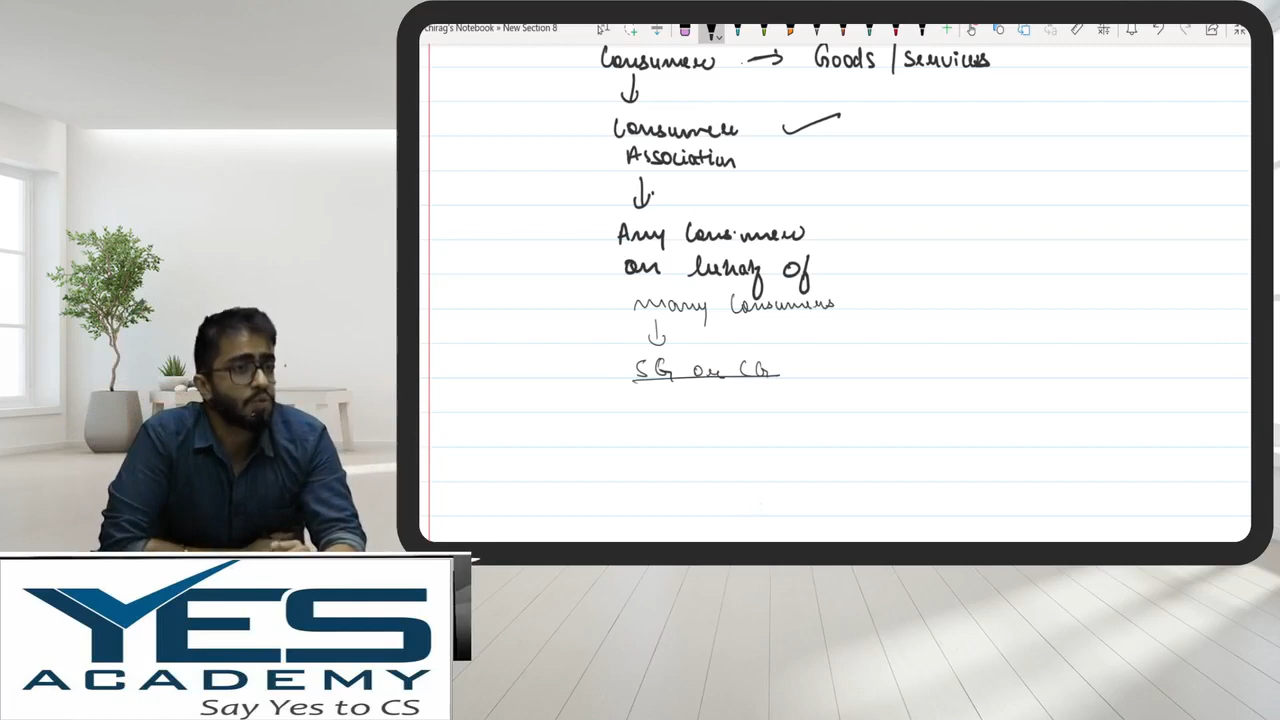 chirag's Notebook » New Section 8
Consumer → Goods / Services
↓
Consumer ✓
Association
↓
Any Consumer
on behalf of
many Consumers
↓
SG or CG
YES
ACADEMY
Say Yes to CS